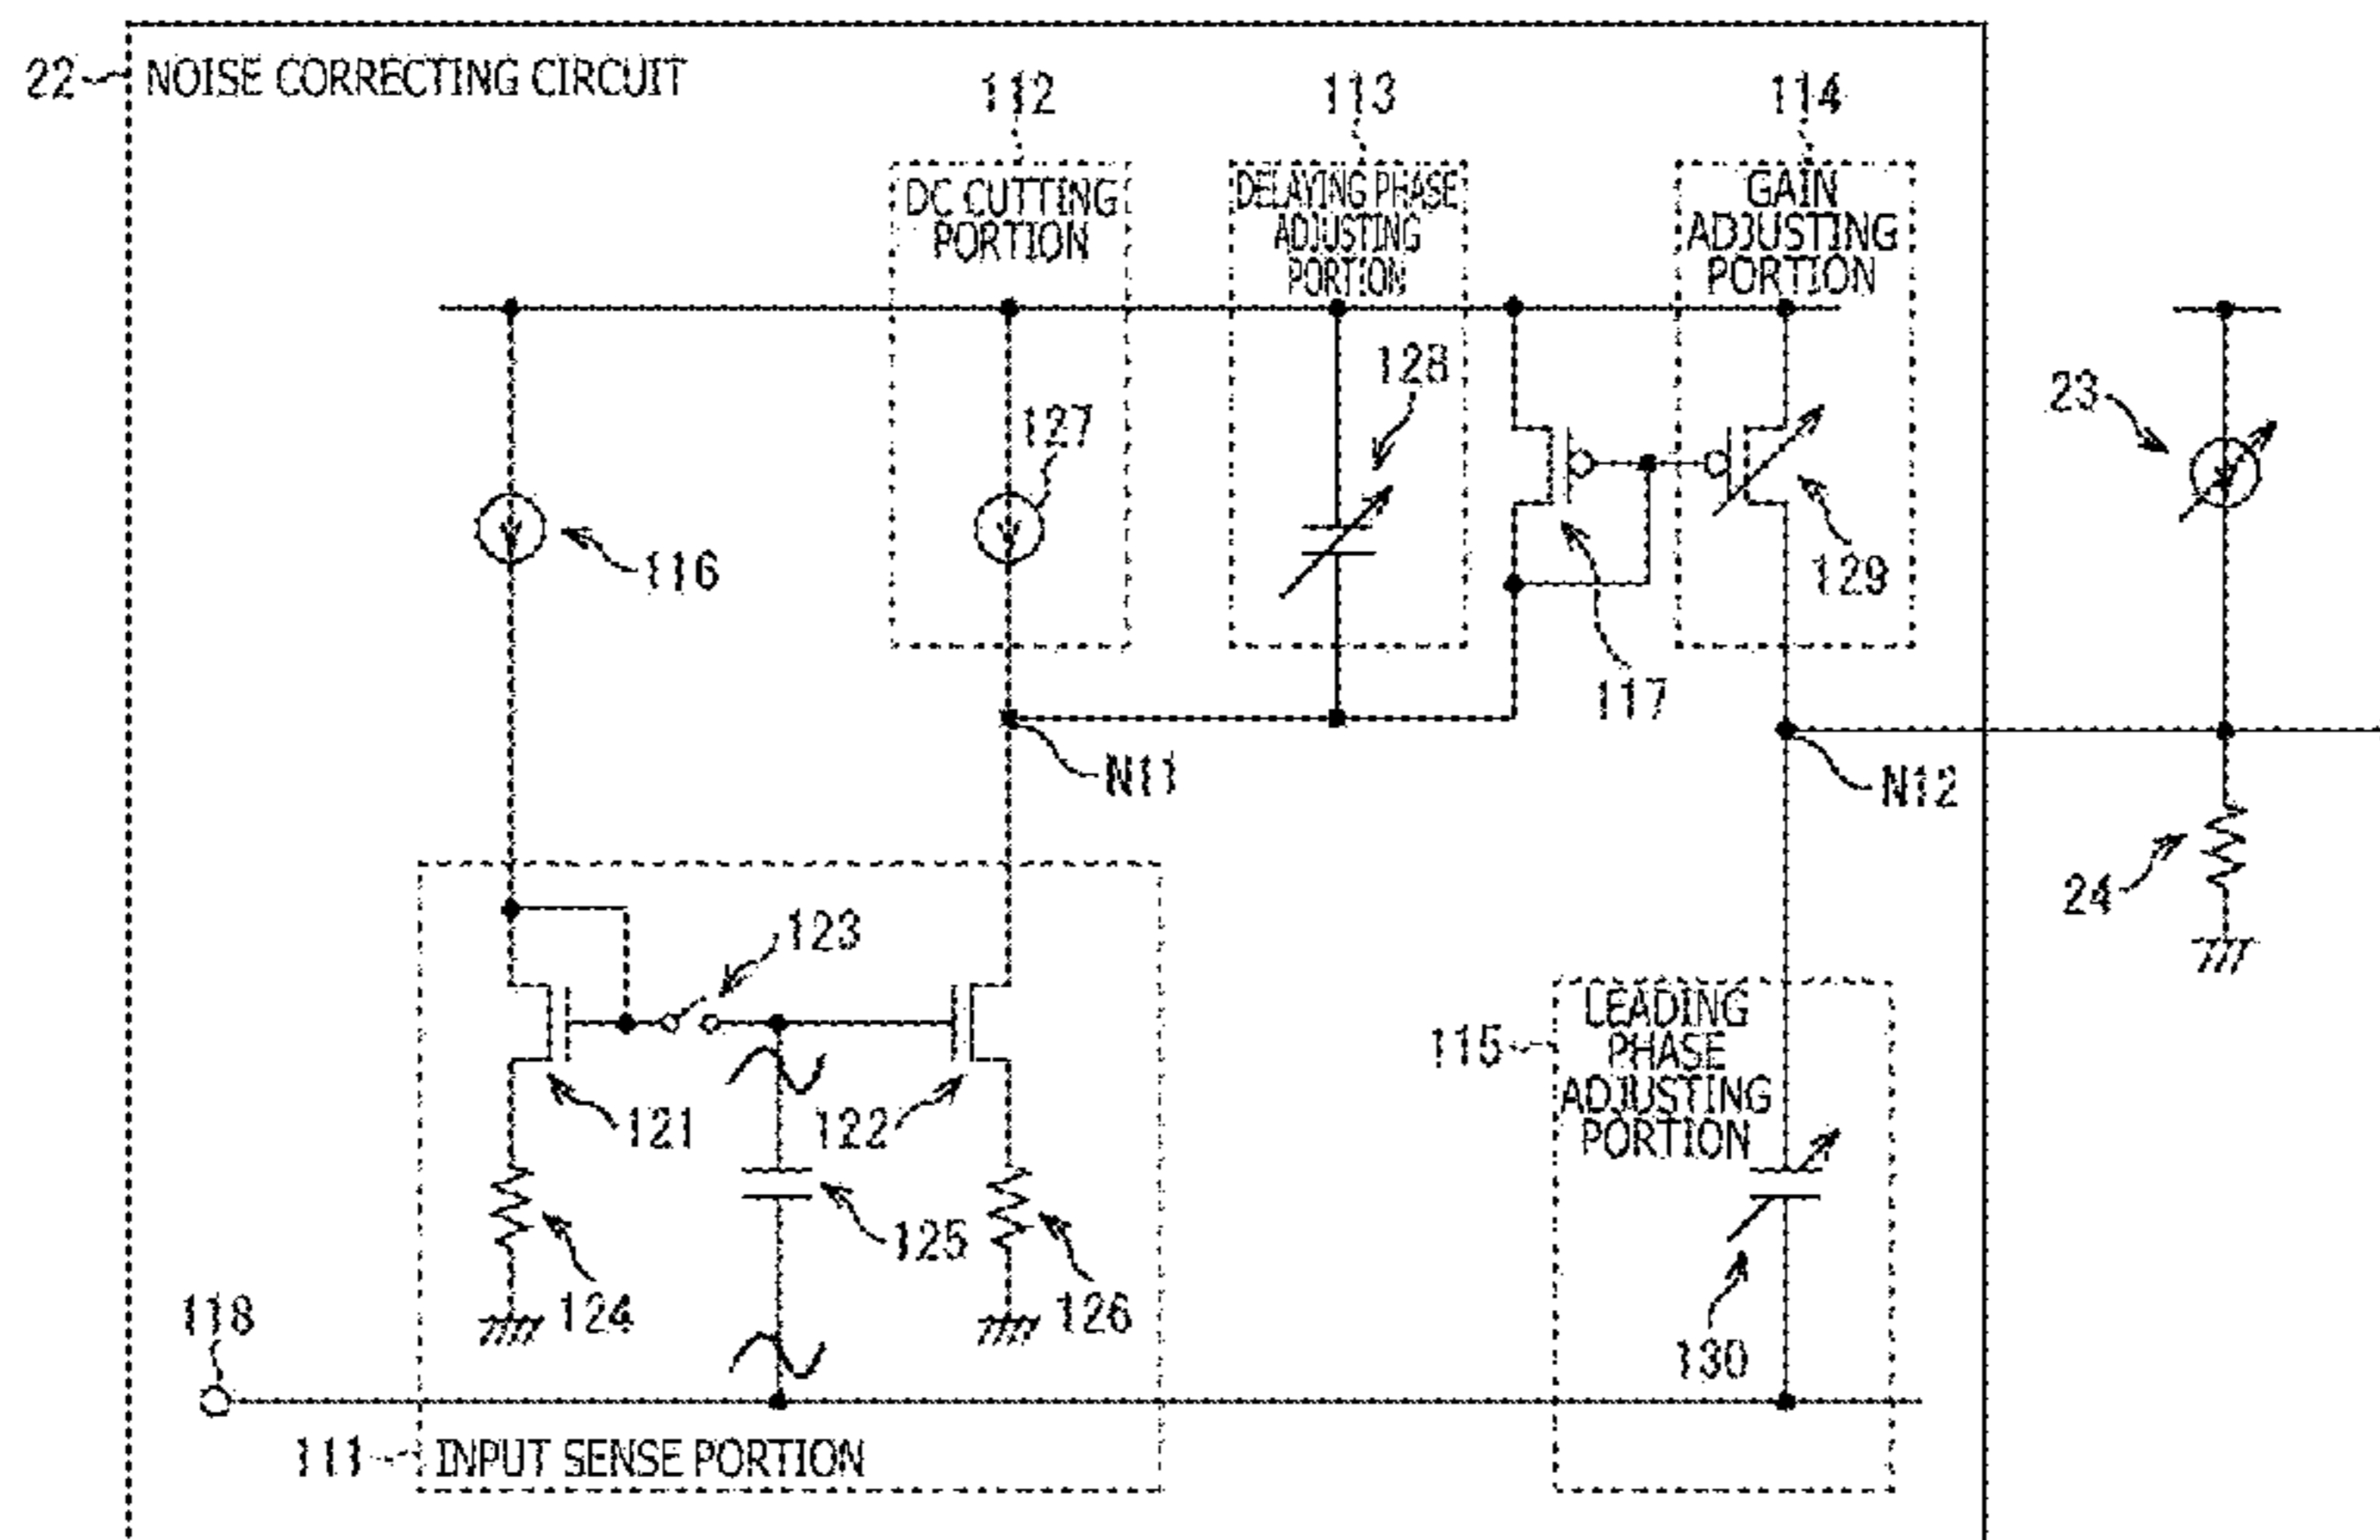 22
NOISE CORRECTING CIRCUIT
112
113
114
DC CUTTING
PORTION
DELAYING PHASE
ADJUSTING
PORTION
GAIN
ADJUSTING
PORTION
128
127
23
116
129
117
N11
N12
24
123
LEADING
PHASE
ADJUSTING
PORTION
115
121
122
125
124
126
118
130
111
INPUT SENSE PORTION